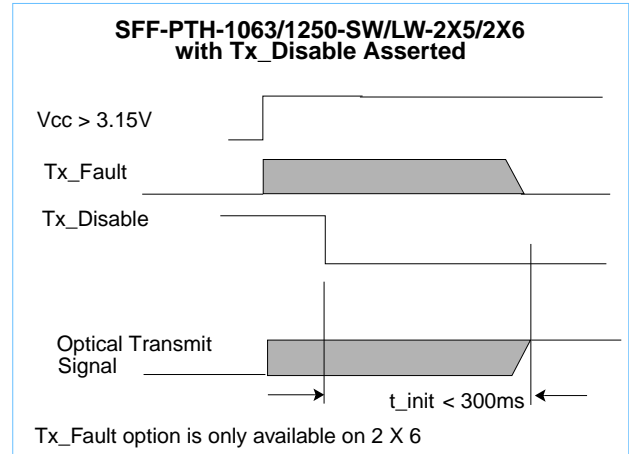 SFF-PTH-1063/1250-SW/LW-2X5/2X6
with Tx_Disable Asserted
Vcc > 3.15V
Tx_Fault
Tx_Disable
Optical Transmit
Signal
t_init < 300ms
Tx_Fault option is only available on 2 X 6